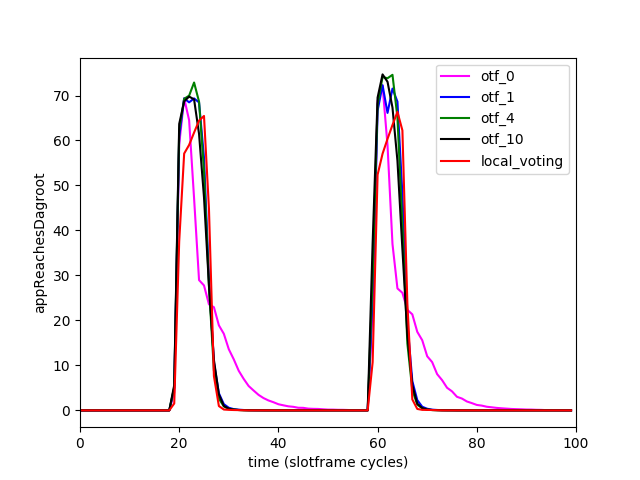 otf_0
otf_1
otf_4
otf_10
local_voting
appReachesDagroot
70
60
50
40
30
20
10
0
0 20 40 60 80 100
time (slotframe cycles)